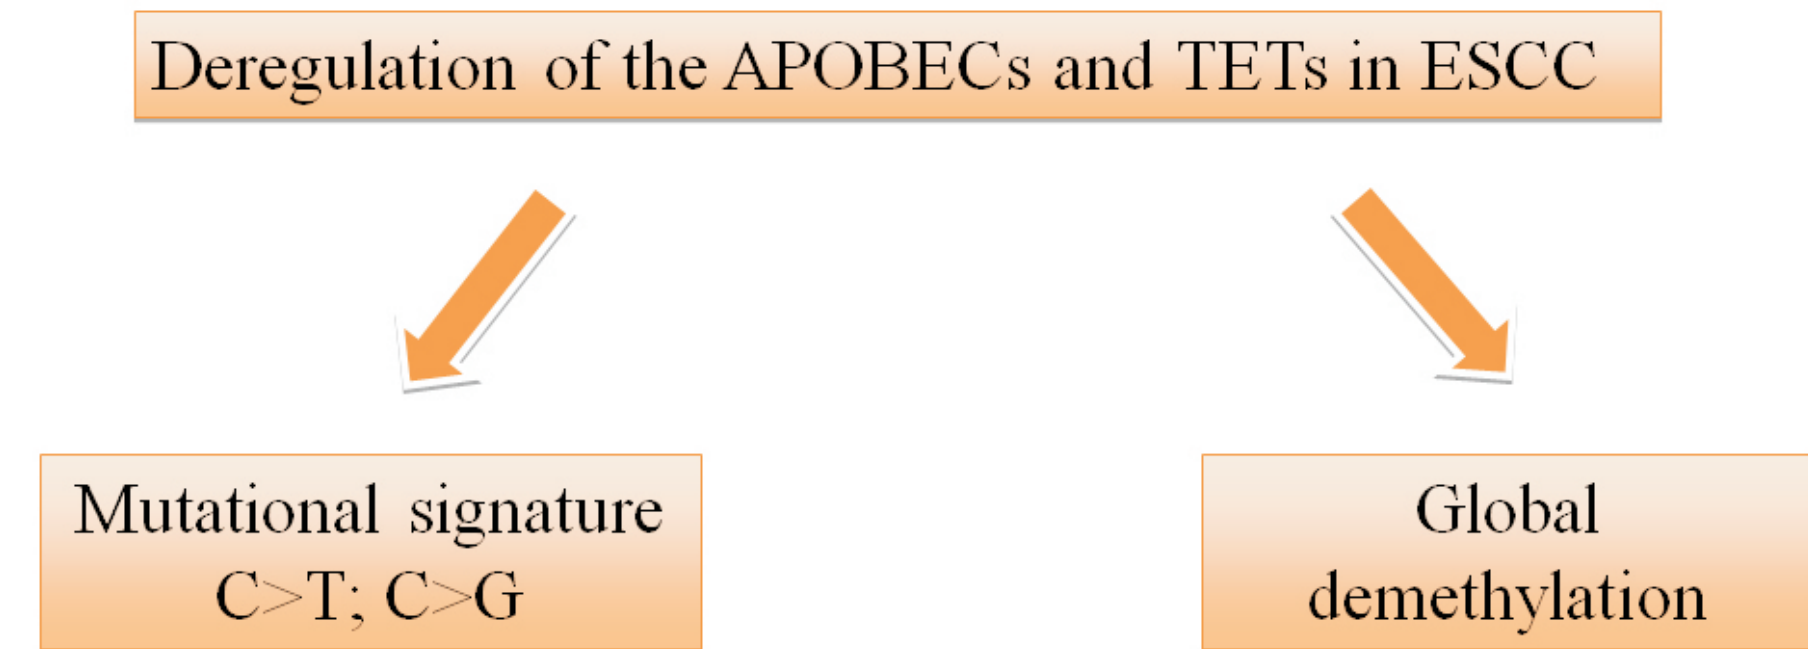 Deregulation of the APOBECs and TETs in ESCC
Mutational signature
C>T; C>G
Global
demethylation